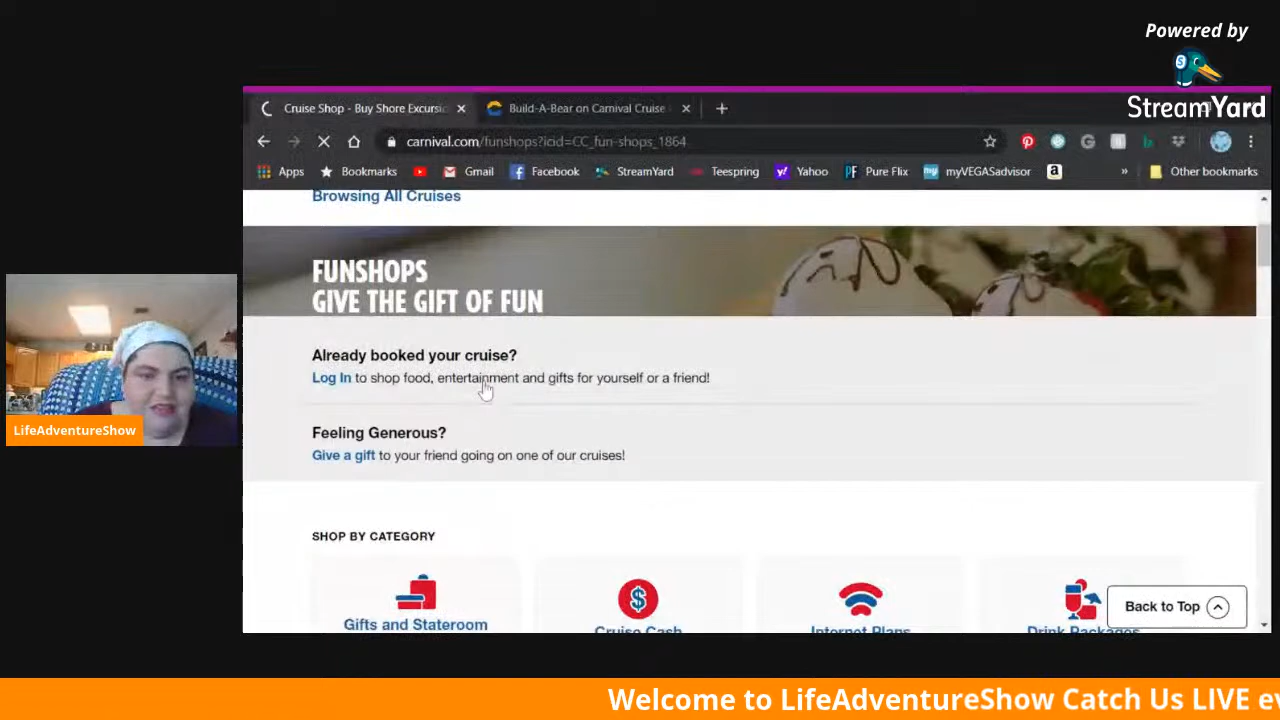 Powered by
StreamYard
Cruise Shop - Buy Shore Excursi
Build-A-Bear on Carnival Cruise
carnival.com/funshops?icid=CC_fun-shops_1864
Apps
Bookmarks
Gmail
Facebook
StreamYard
Teespring
Yahoo
Pure Flix
myVEGASadvisor
Other bookmarks
Browsing All Cruises
FUNSHOPS
GIVE THE GIFT OF FUN
Already booked your cruise?
Log In to shop food, entertainment and gifts for yourself or a friend!
Feeling Generous?
Give a gift to your friend going on one of our cruises!
SHOP BY CATEGORY
Gifts and Stateroom
Cruise Cash
Internet Plans
Drink Packages
Back to Top
LifeAdventureShow
Welcome to LifeAdventureShow Catch Us LIVE ev